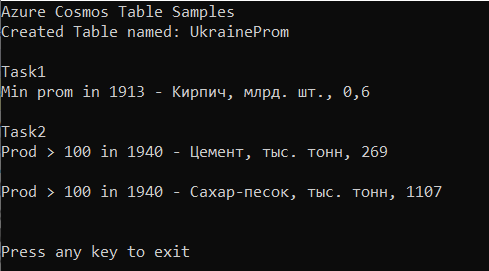 Azure Cosmos Table Samples
Created Table named: UkraineProm
Task1
Min prom in 1913 - Кирпич, млрд. шт., 0,6
Task2
Prod > 100 in 1940 - Цемент, тыс. тонн, 269
Prod > 100 in 1940 - Сахар-песок, тыс. тонн, 1107
Press any key to exit